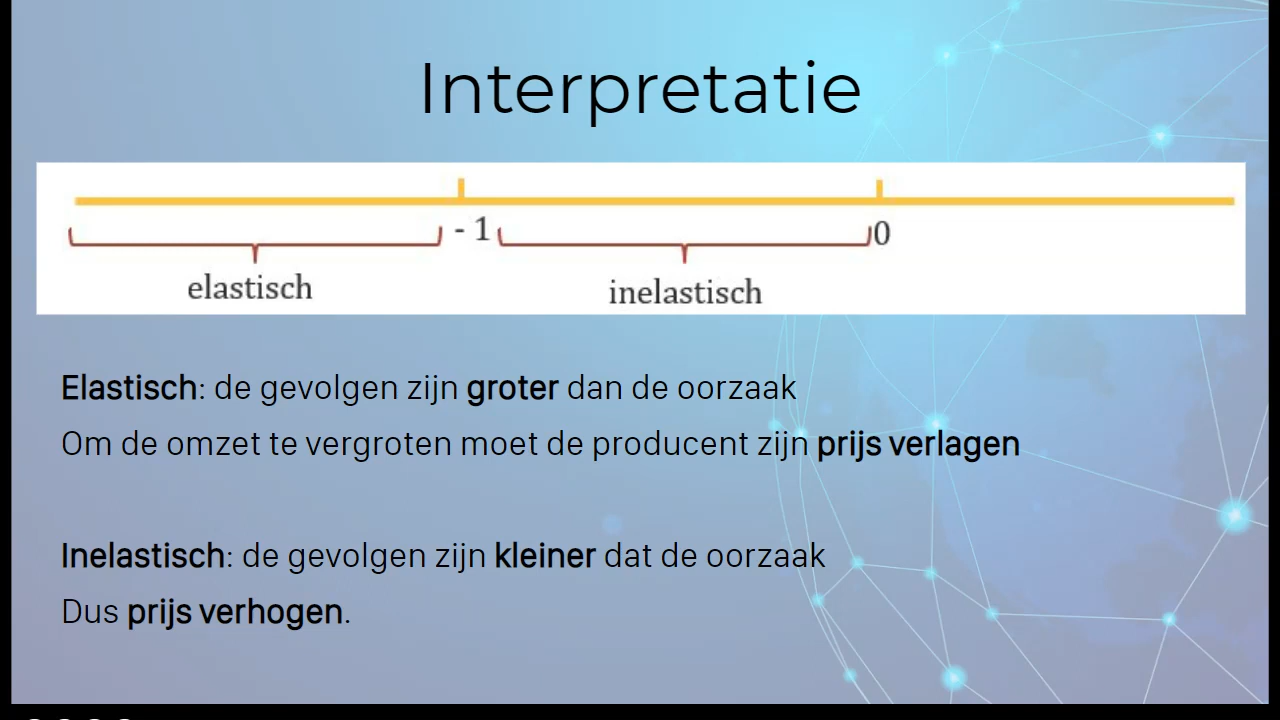 Interpretatie
- 1
0
elastisch
inelastisch
Elastisch: de gevolgen zijn groter dan de oorzaak
Om de omzet te vergroten moet de producent zijn prijs verlagen
Inelastisch: de gevolgen zijn kleiner dat de oorzaak
Dus prijs verhogen.